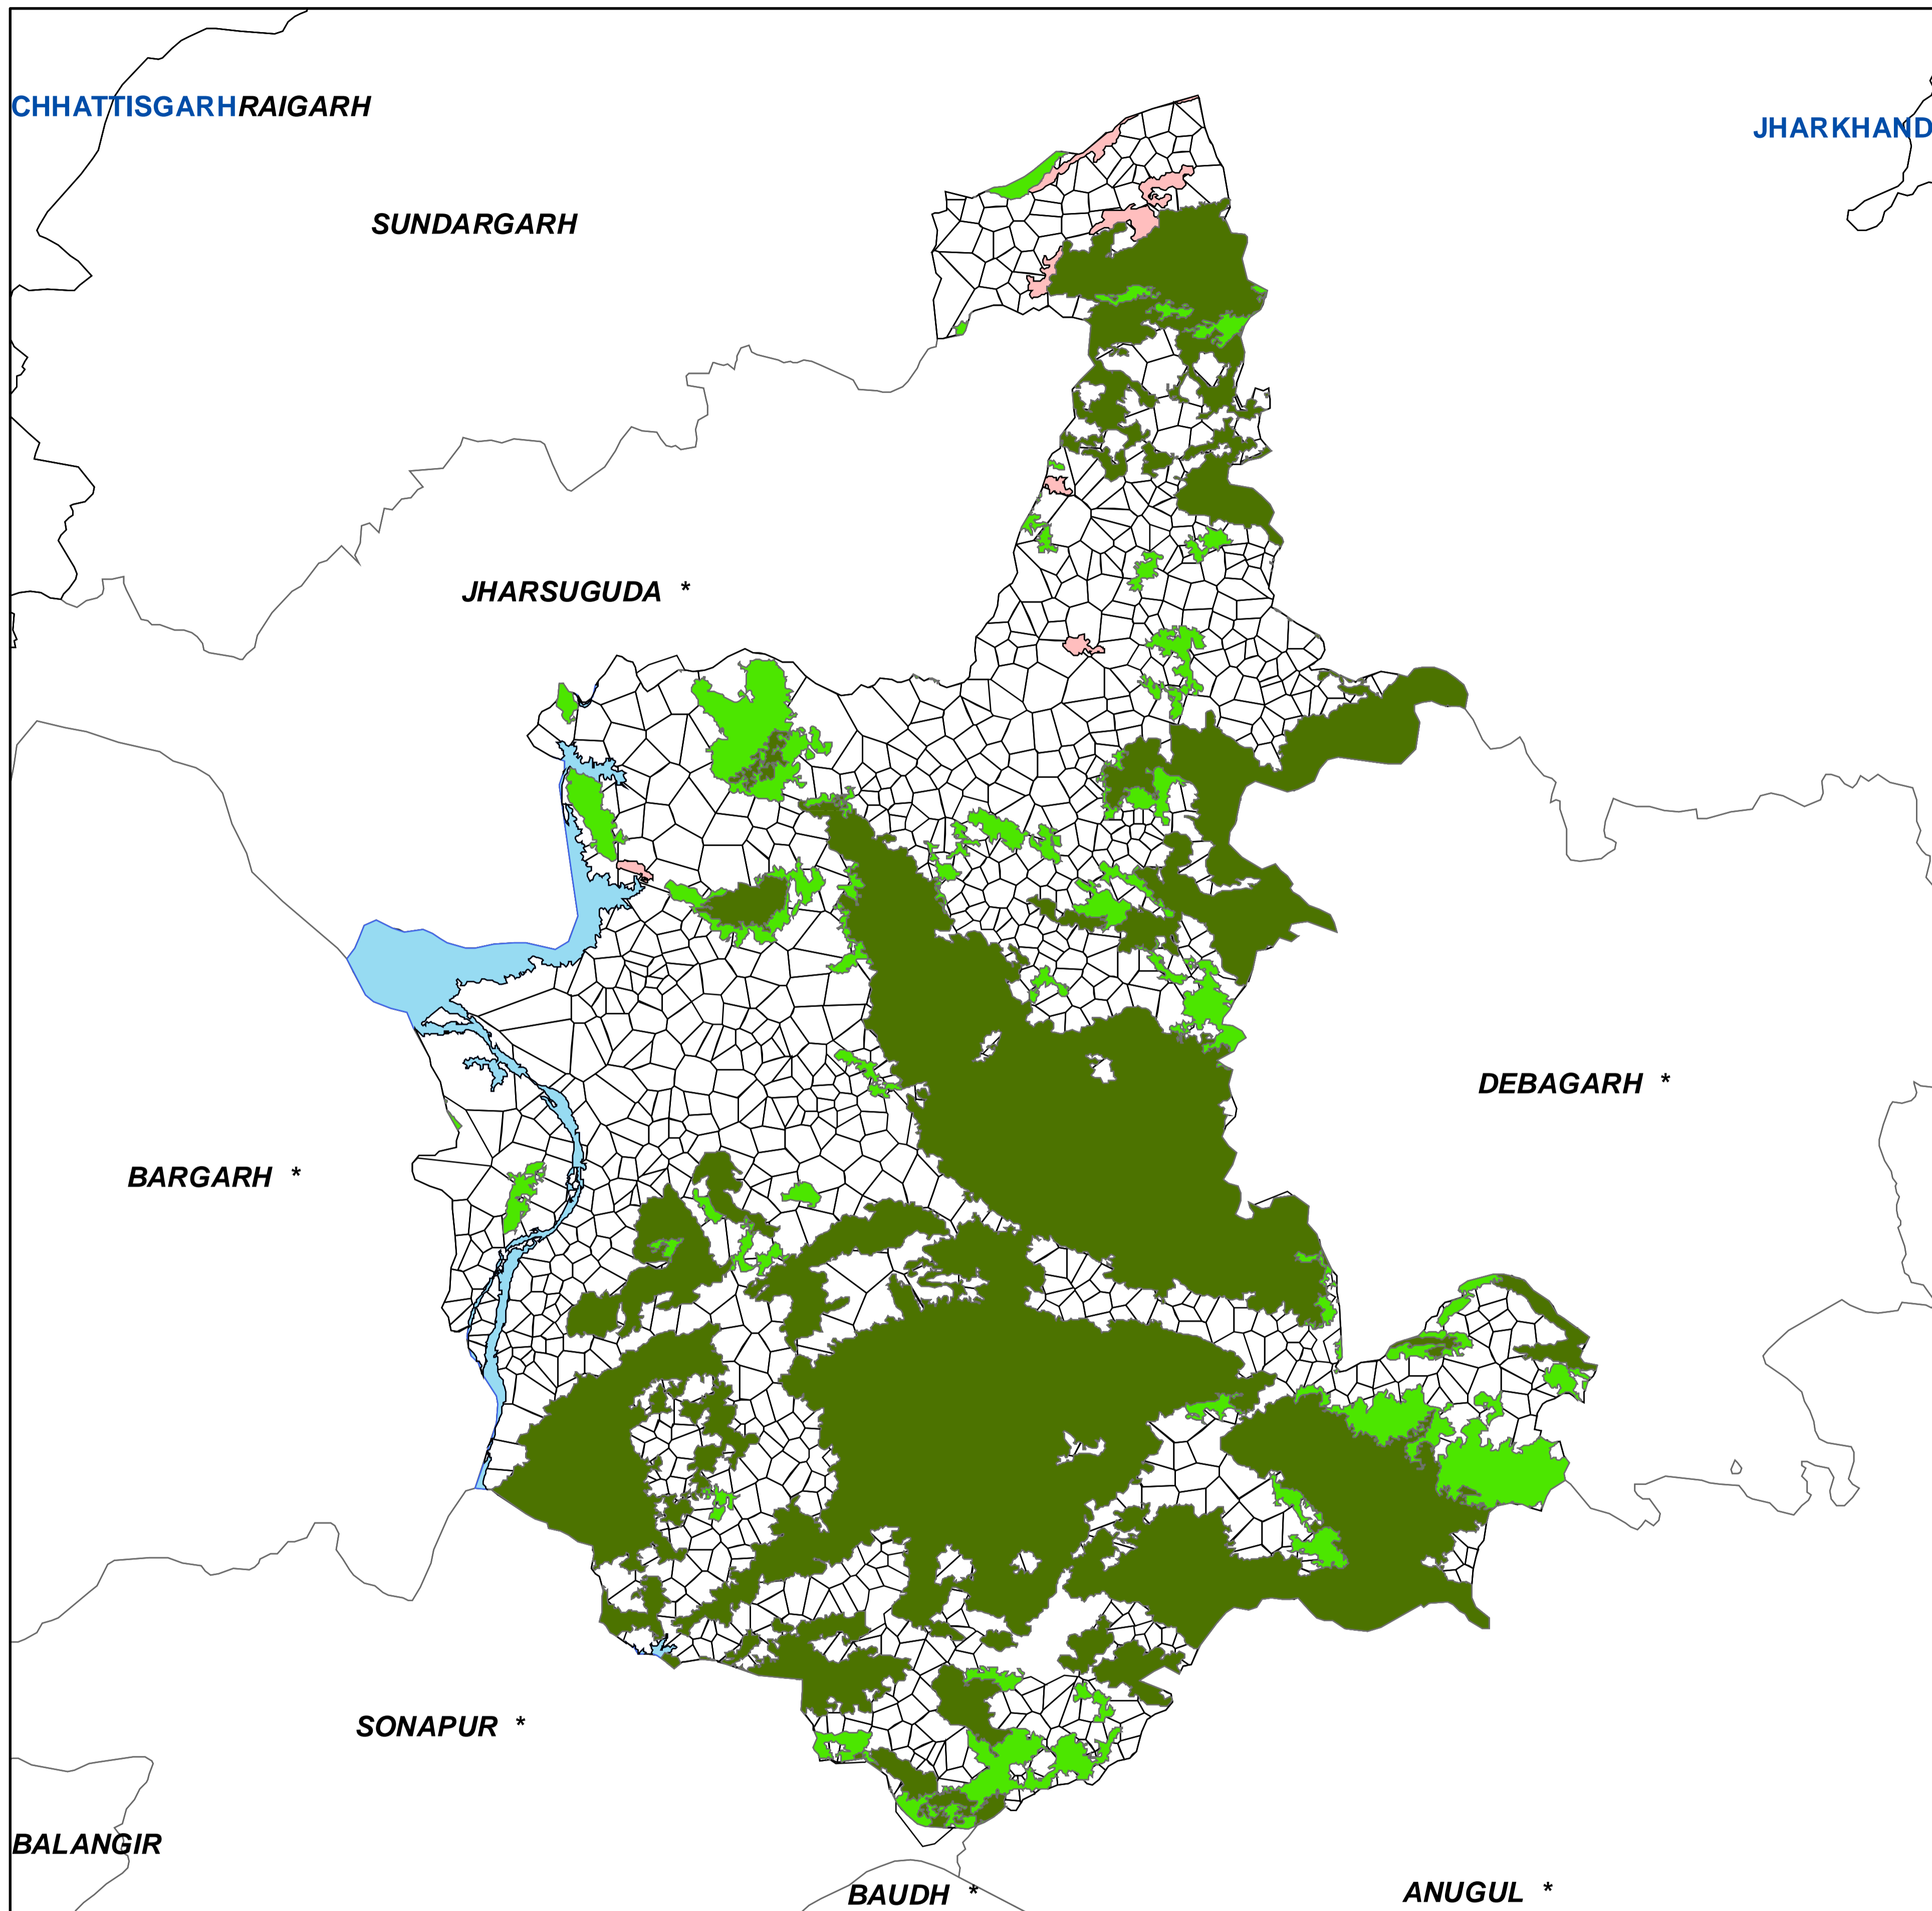 CHHATTISGARH RAIGARH
JHARKHAND
SUNDARGARH
JHARSUGUDA *
DEBAGARH *
BARGARH *
SONAPUR *
BALANGIR
BAUDH *
ANUGUL *